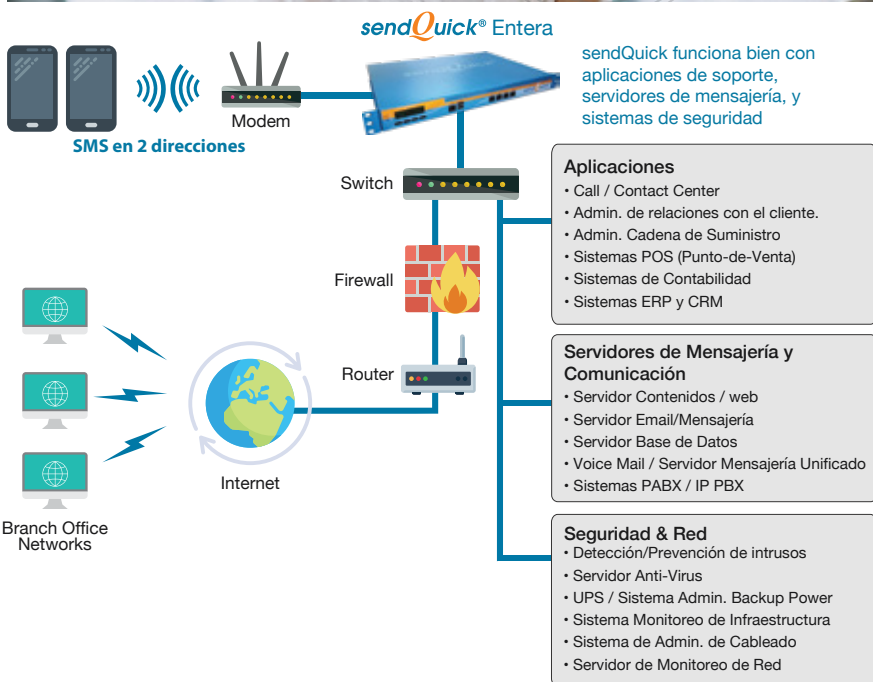 sendQuick® Entera
sendQuick funciona bien con
aplicaciones de soporte,
servidores de mensajería, y
sistemas de seguridad
Modem
SMS en 2 direcciones
Switch
Firewall
Router
Internet
Branch Office
Networks
Aplicaciones
• Call / Contact Center
• Admin. de relaciones con el cliente.
• Admin. Cadena de Suministro
• Sistemas POS (Punto-de-Venta)
• Sistemas de Contabilidad
• Sistemas ERP y CRM
Servidores de Mensajería y
Comunicación
• Servidor Contenidos / web
• Servidor Email/Mensajería
• Servidor Base de Datos
• Voice Mail / Servidor Mensajería Unificado
• Sistemas PABX / IP PBX
Seguridad & Red
• Detección/Prevención de intrusos
• Servidor Anti-Virus
• UPS / Sistema Admin. Backup Power
• Sistema Monitoreo de Infraestructura
• Sistema de Admin. de Cableado
• Servidor de Monitoreo de Red